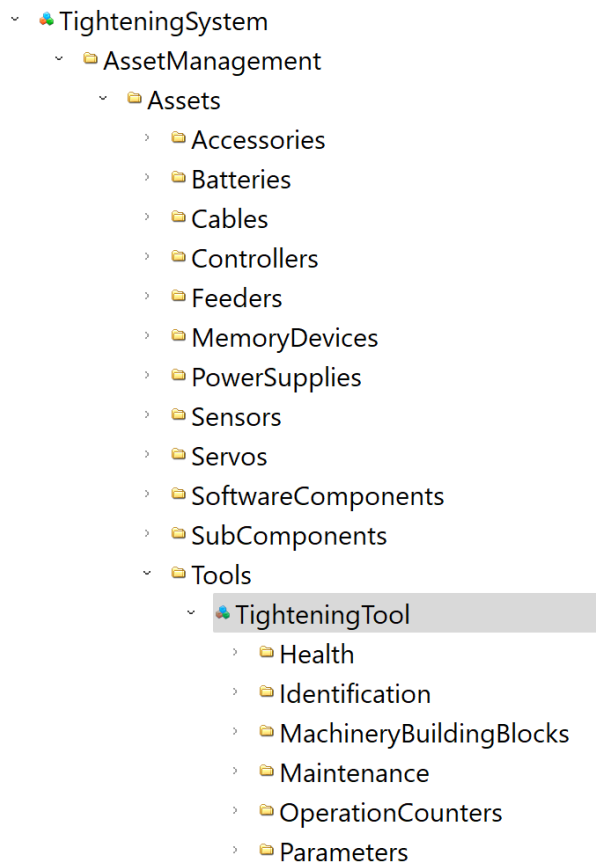 TighteningSystem
AssetManagement
Assets
Accessories
Batteries
Cables
Controllers
Feeders
MemoryDevices
PowerSupplies
Sensors
Servos
SoftwareComponents
SubComponents
Tools
TighteningTool
Health
Identification
MachineryBuildingBlocks
Maintenance
OperationCounters
Parameters